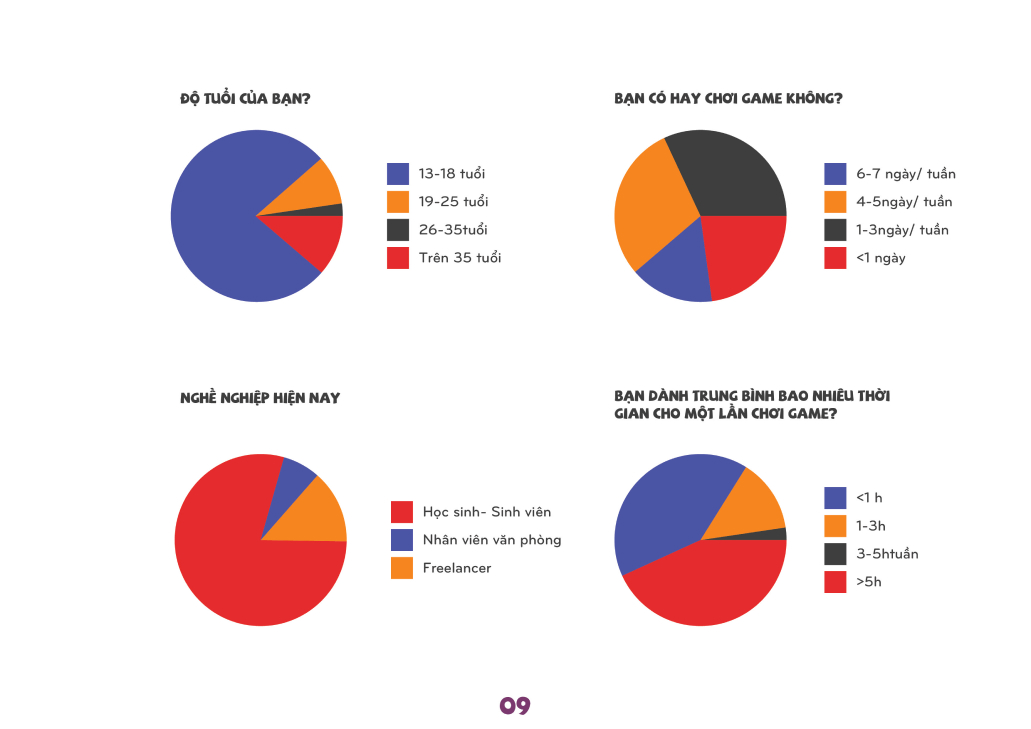 ĐỘ TUỔI CỦA BẠN?
13-18 tuổi
19-25 tuổi
26-35tuổi
Trên 35 tuổi
BẠN CÓ HAY CHƠI GAME KHÔNG?
6-7 ngày/ tuần
4-5ngày/ tuần
1-3ngày/ tuần
<1 ngày
NGHỀ NGHIỆP HIỆN NAY
Học sinh- Sinh viên
Nhân viên văn phòng
Freelancer
BẠN DÀNH TRUNG BÌNH BAO NHIÊU THỜI
GIAN CHO MỘT LẦN CHƠI GAME?
<1 h
1-3h
3-5htuần
>5h
09